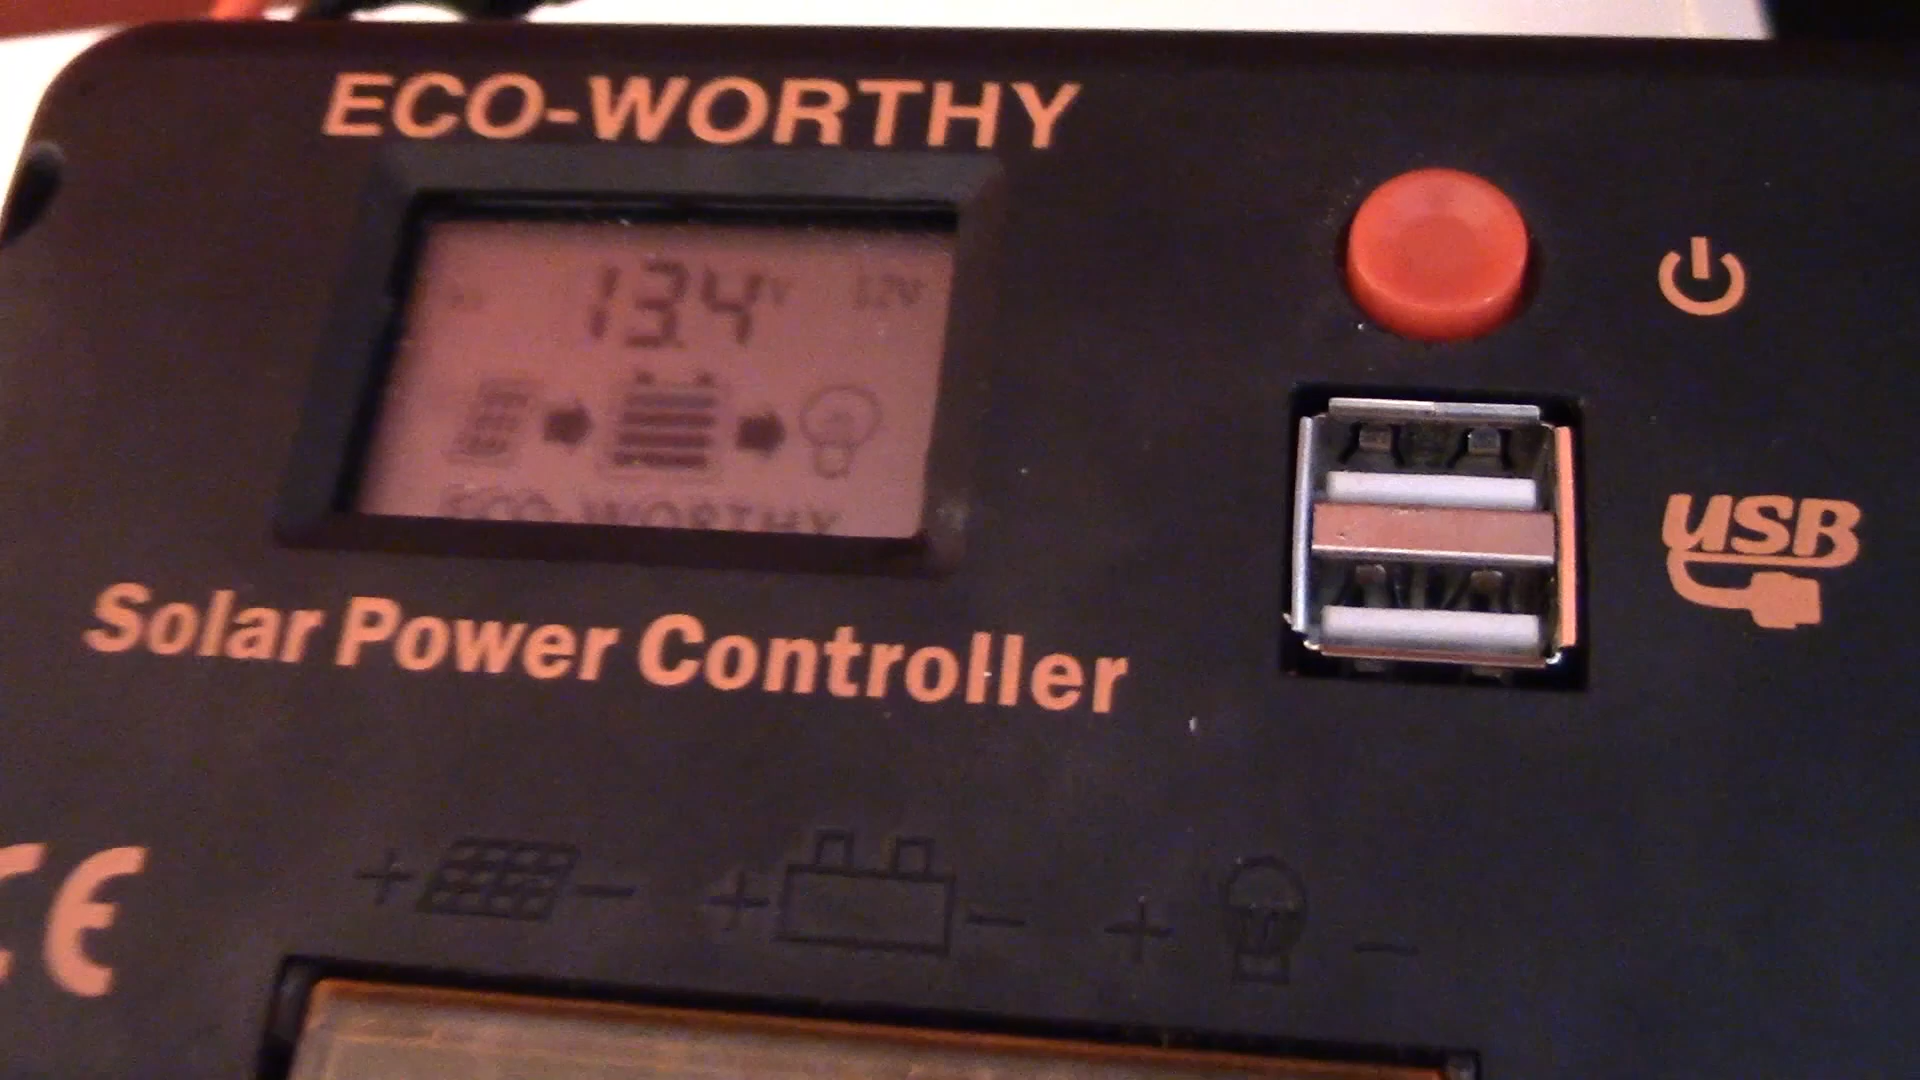 ECO-WORTHY
13.4 V 12V
ECO-WORTHY
Solar Power Controller
USB
CE
+ - + - + -